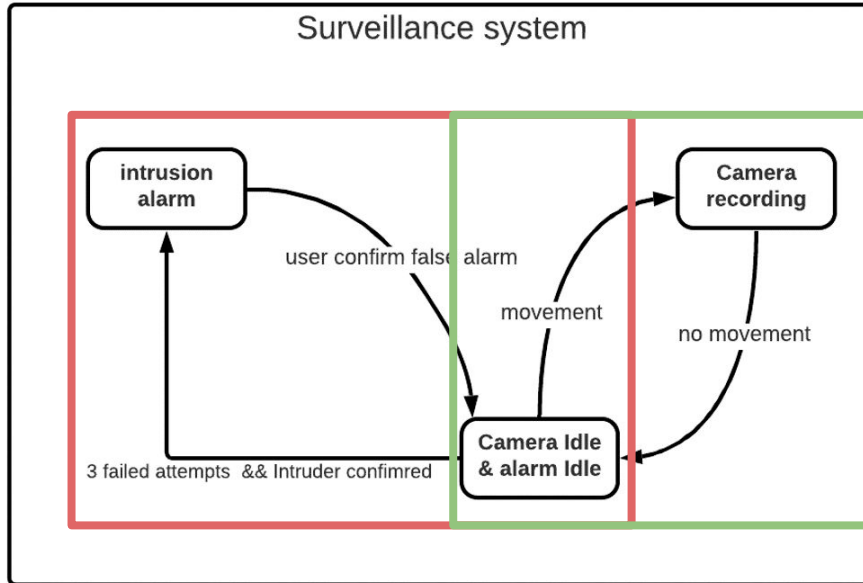 Surveillance system
intrusion
alarm
Camera
recording
user confirm false alarm
movement
no movement
Camera Idle
& alarm Idle
3 failed attempts && Intruder confimred